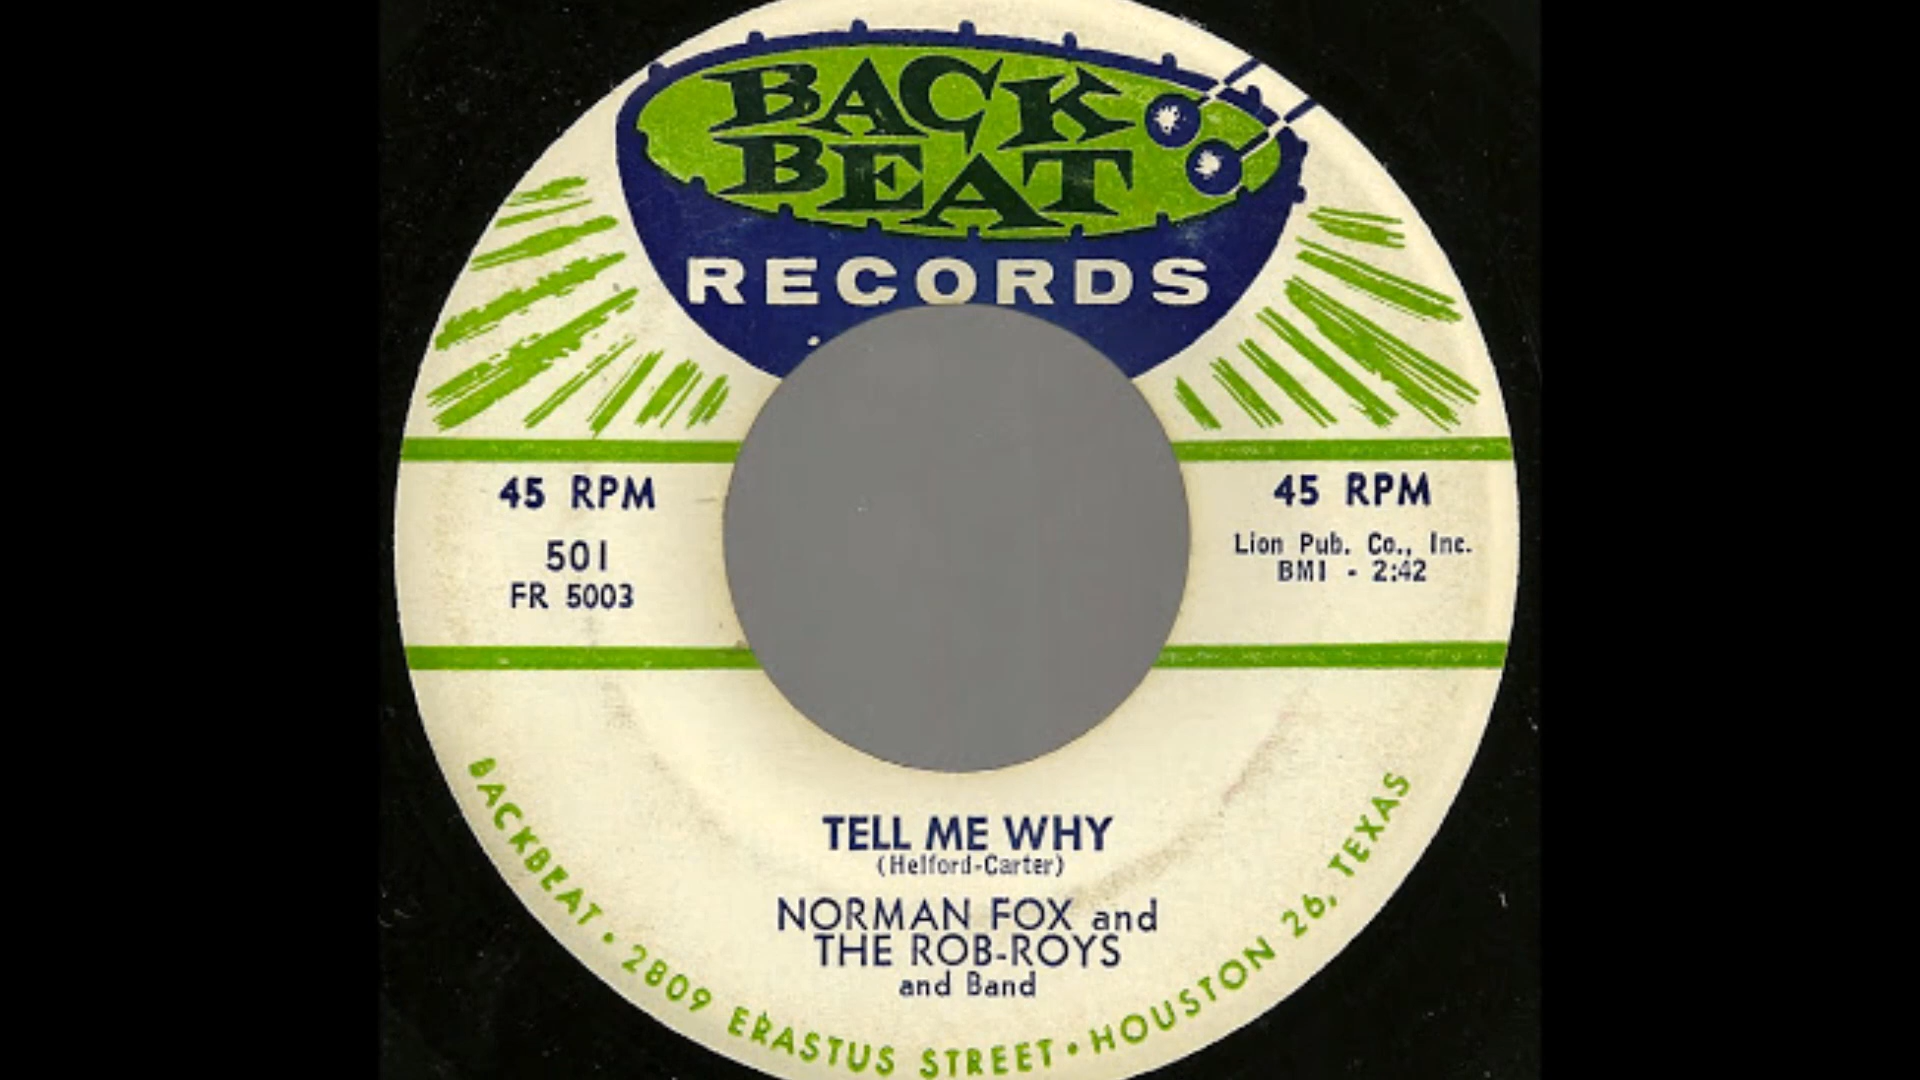 BACK
BEAT
RECORDS
45 RPM
501
FR 5003
45 RPM
Lion Pub. Co., Inc.
BMI - 2:42
TELL ME WHY
(Helford-Carter)
NORMAN FOX and
THE ROB-ROYS
and Band
BACKBEAT • 2809 ERASTUS STREET • HOUSTON 26, TEXAS